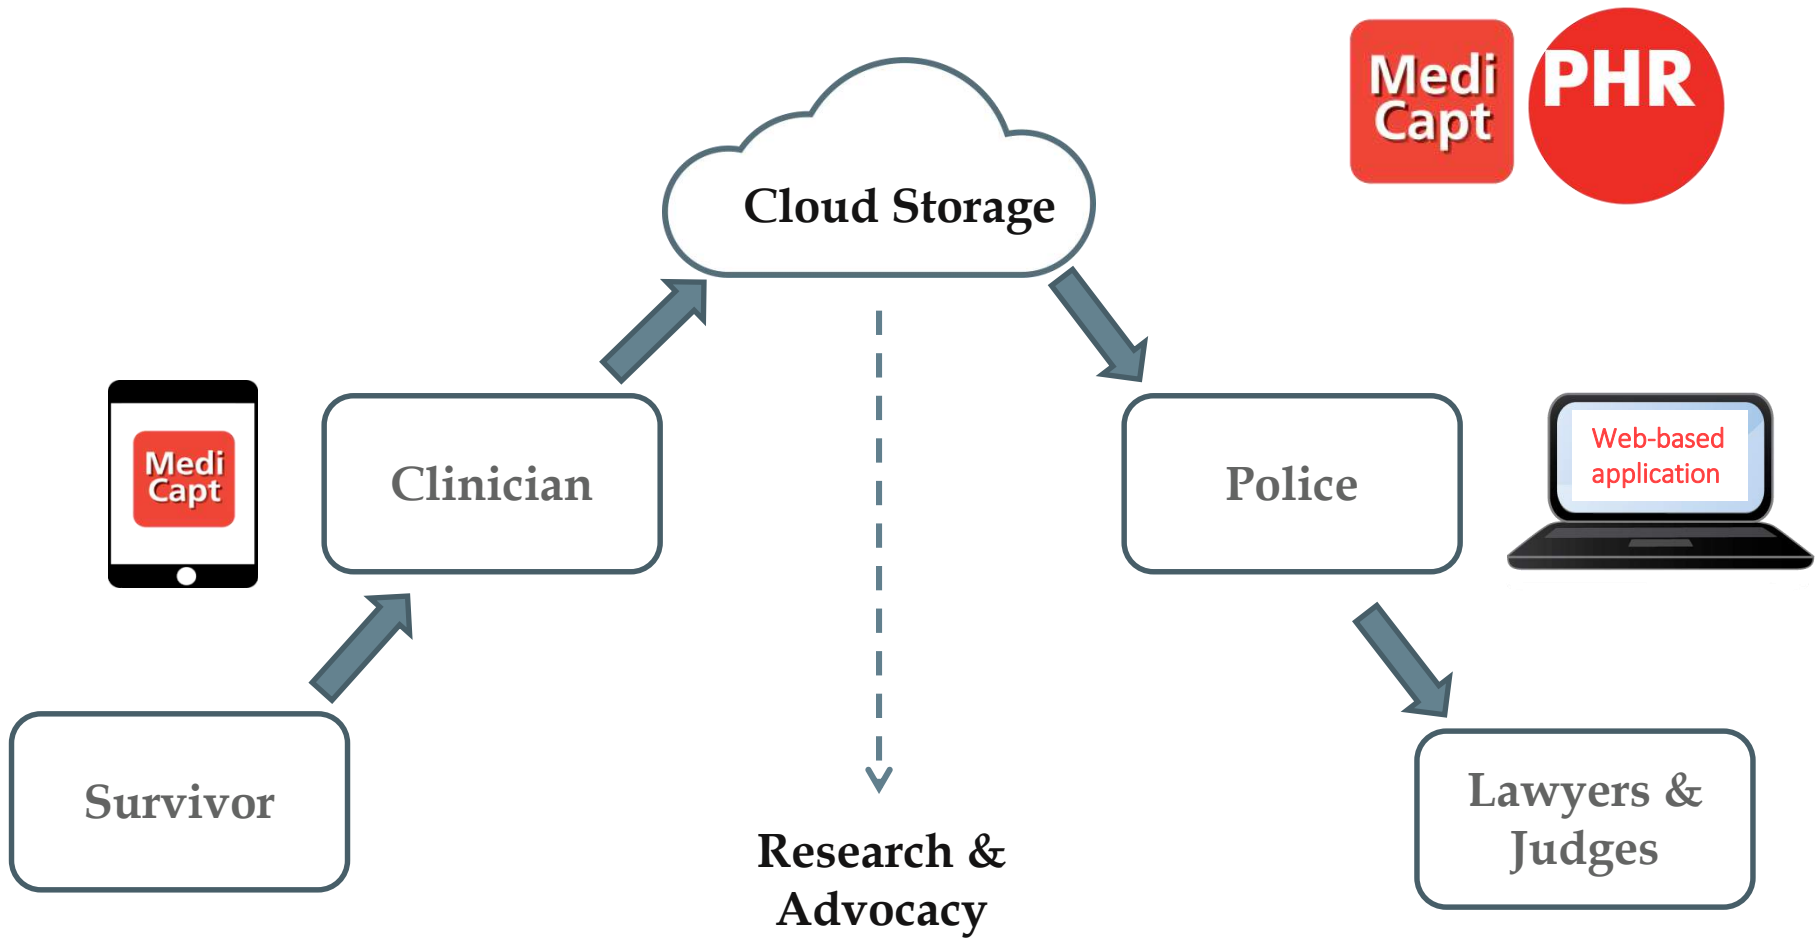 Medi
Capt
PHR
Cloud Storage
Medi
Capt
Clinician
Police
Web-based
application
Survivor
Lawyers &
Judges
Research &
Advocacy